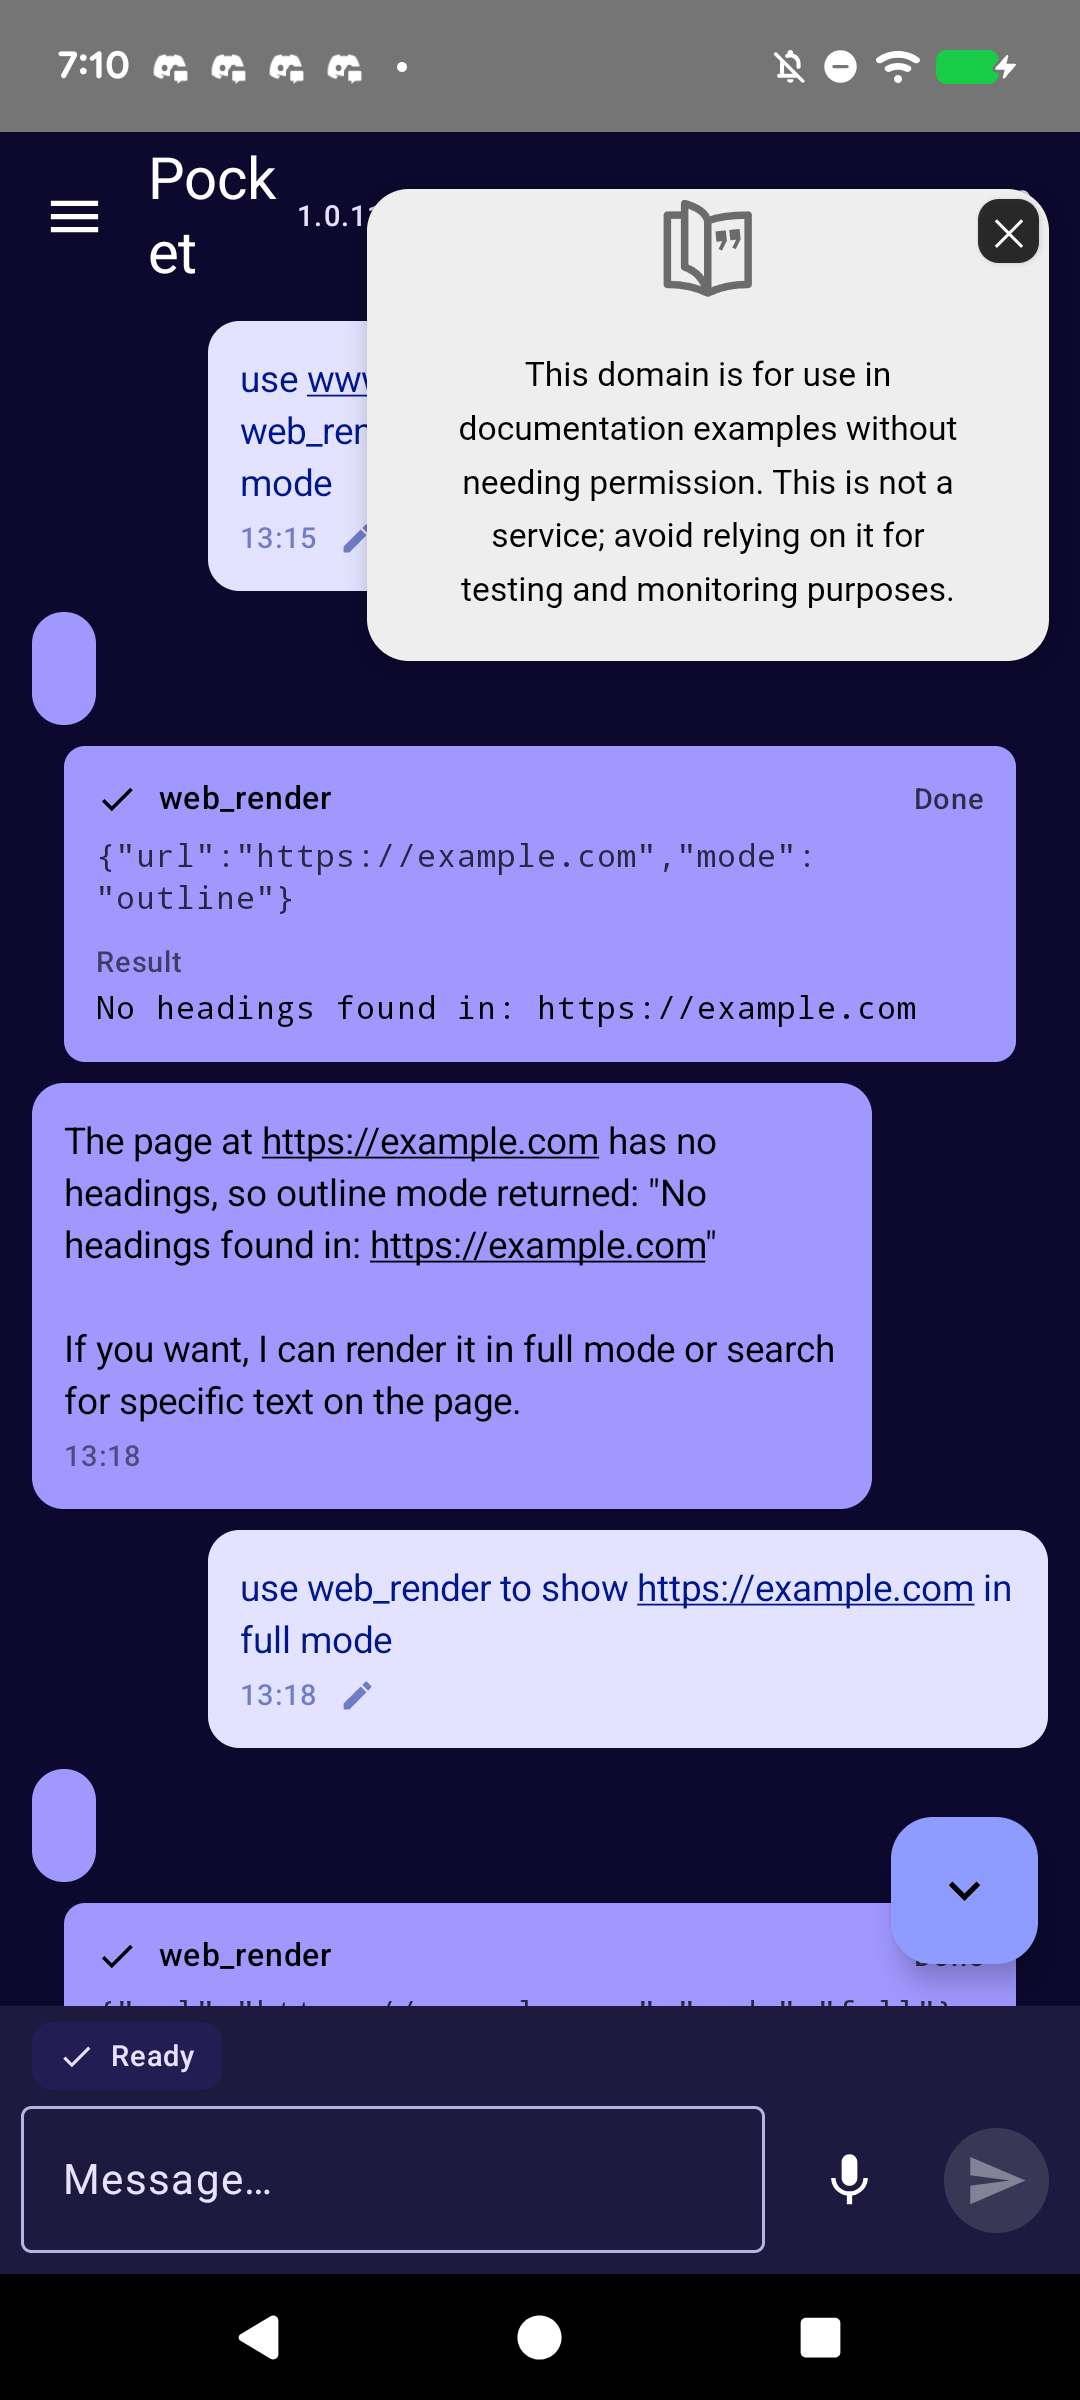 7:10
Pock
et
1.0.1
This domain is for use in
documentation examples without
needing permission. This is not a
service; avoid relying on it for
testing and monitoring purposes.
use
mode
13:15
web_render
Done
{"url":"https://example.com","mode":
"outline"}
Result
No headings found in: https://example.com
The page at https://example.com has no
headings, so outline mode returned: "No
headings found in: https://example.com"
If you want, I can render it in full mode or search
for specific text on the page.
13:18
use web_render to show https://example.com in
full mode
13:18
web_render
Ready
Message…